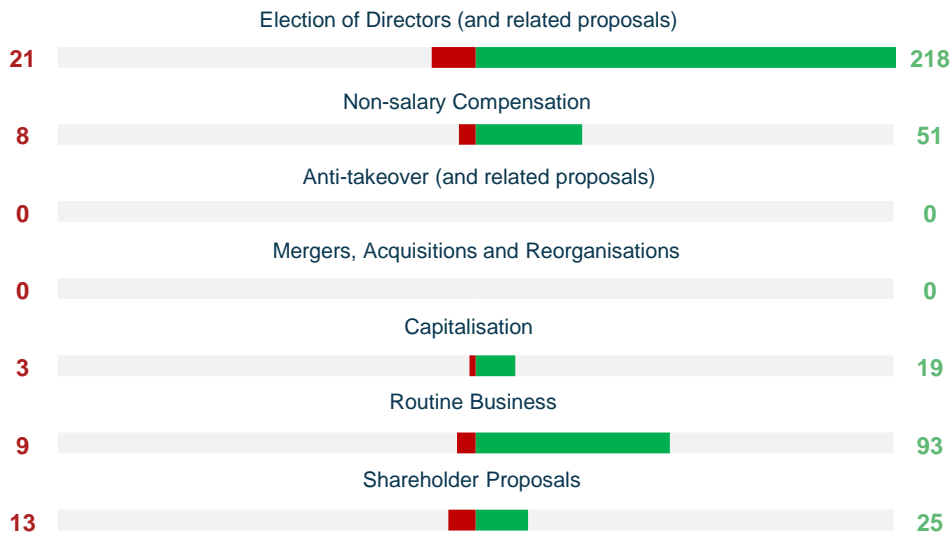 Election of Directors (and related proposals)
21 218
Non-salary Compensation
8 51
Anti-takeover (and related proposals)
0 0
Mergers, Acquisitions and Reorganisations
0 0
Capitalisation
3 19
Routine Business
9 93
Shareholder Proposals
13 25